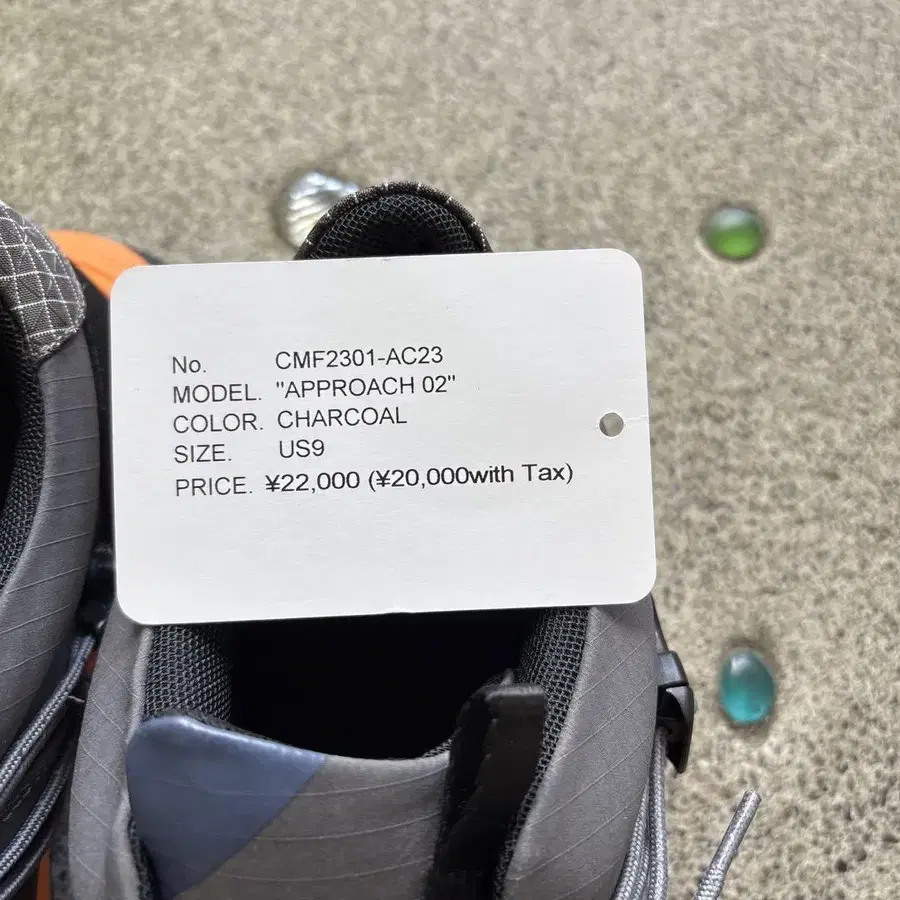 No. CMF2301-AC23
MODEL. "APPROACH 02"
COLOR. CHARCOAL
SIZE. US9
PRICE. ¥22,000 (¥20,000with Tax)